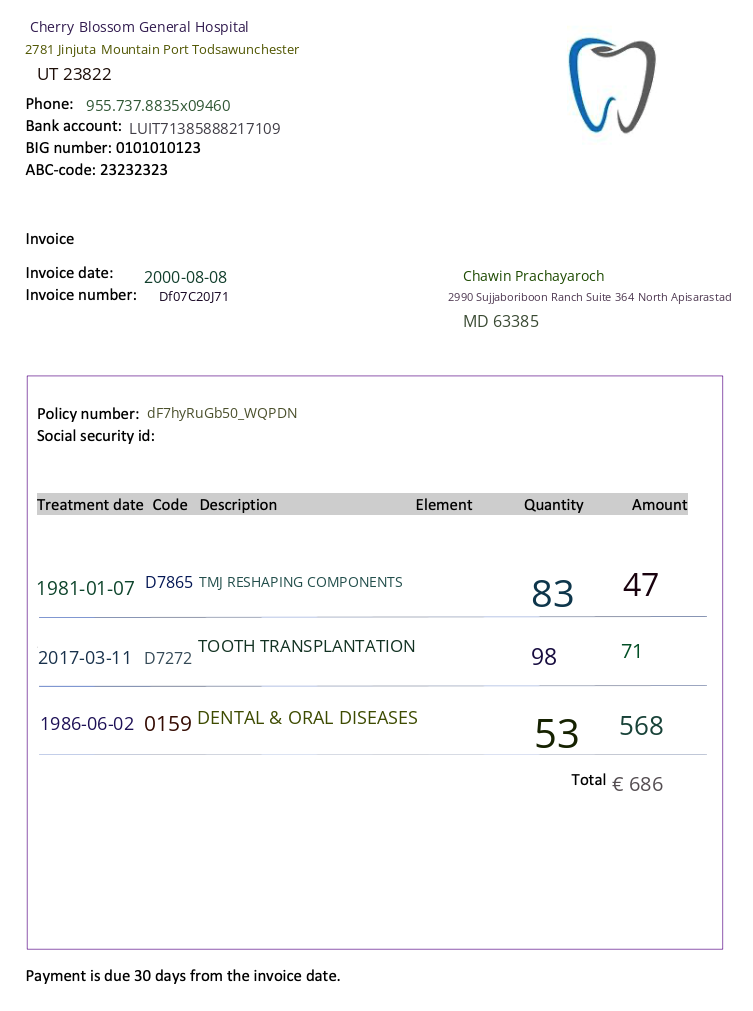 Cherry Blossom General Hospital
2781 Jinjuta Mountain Port Todsawunchester
UT 23822
Phone: 955.737.8835x09460
Bank account: LUIT71385888217109
BIG number: 0101010123
ABC-code: 23232323
Invoice
Invoice date: 2000-08-08
Invoice number: Df07C20J71
Chawin Prachayaroch
2990 Sujjaboriboon Ranch Suite 364 North Apisarastad
MD 63385
Policy number: dF7hyRuGb50_WQPDN
Social security id:
Treatment date Code Description Element Quantity Amount
1981-01-07 D7865 TMJ RESHAPING COMPONENTS 83 47
2017-03-11 D7272 TOOTH TRANSPLANTATION 98 71
1986-06-02 0159 DENTAL & ORAL DISEASES 53 568
Total € 686
Payment is due 30 days from the invoice date.